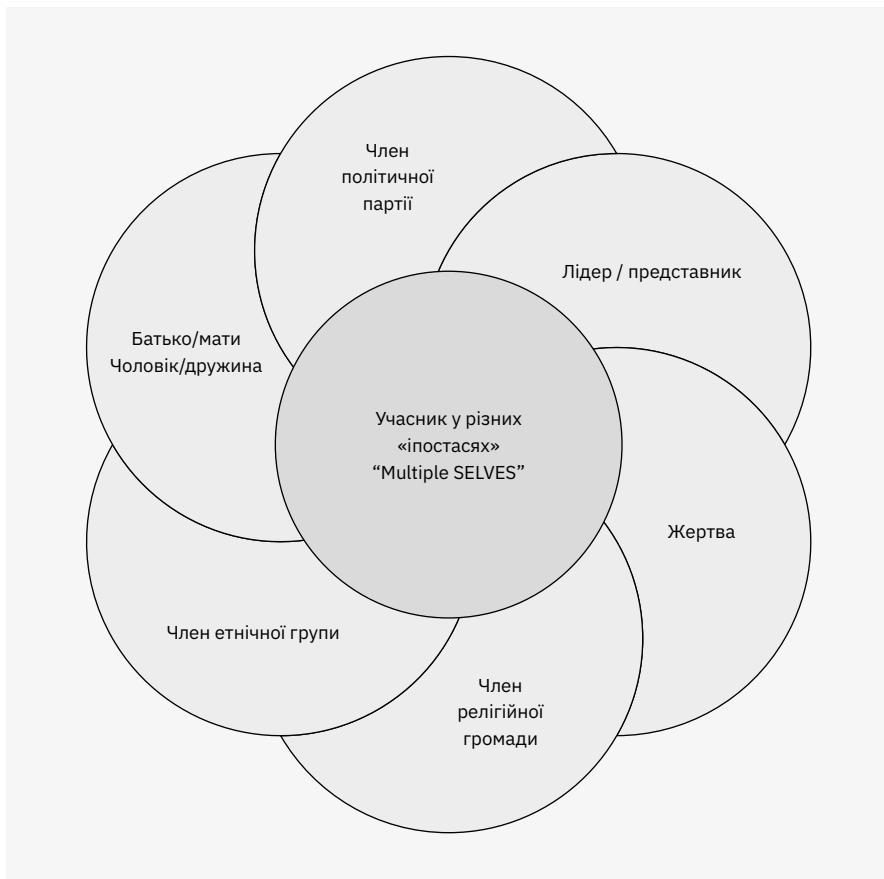 Член
політичної
партії
Лідер / представник
Батько/мати
Чоловік/дружина
Учасник у різних
«іпостасях»
“Multiple SELVES”
Жертва
Член етнічної групи
Член
релігійної
громади